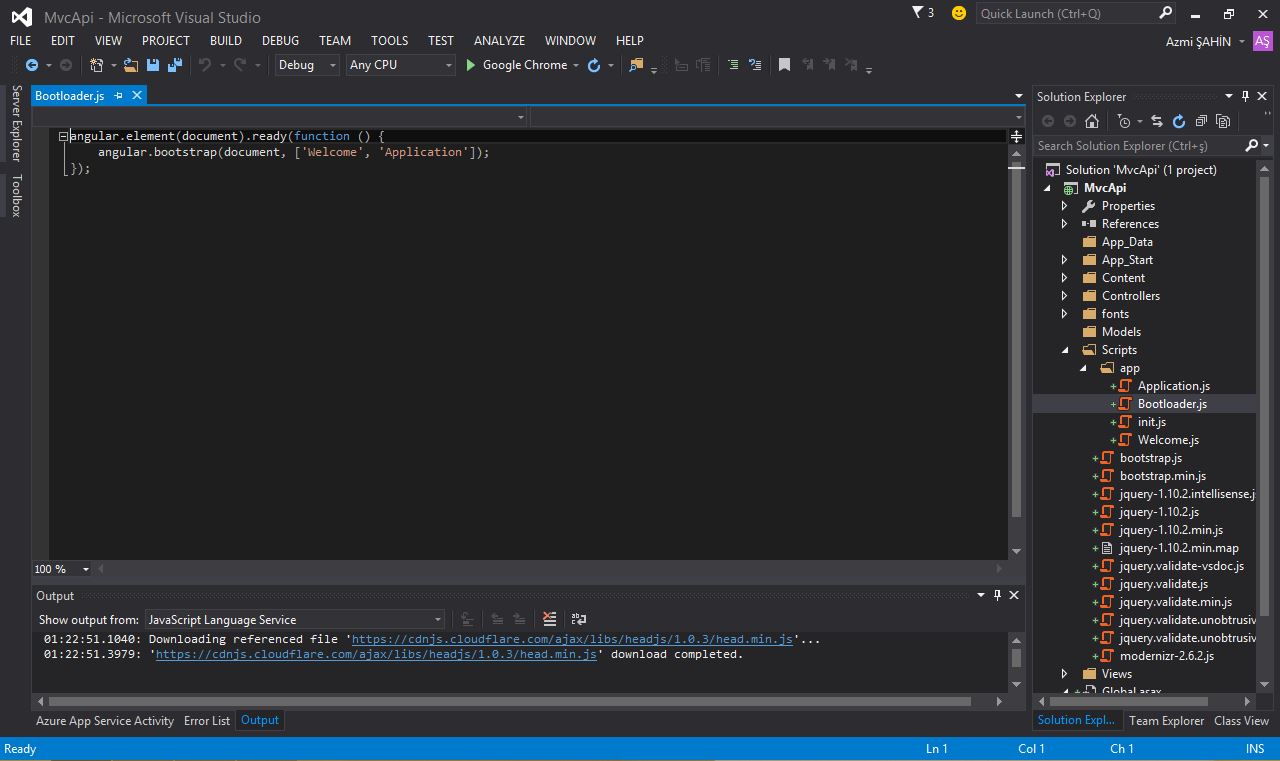 MvcApi - Microsoft Visual Studio
3
Quick Launch (Ctrl+Q)
FILE EDIT VIEW PROJECT BUILD DEBUG TEAM TOOLS TEST ANALYZE WINDOW HELP
Azmi ŞAHİN
AŞ
Debug Any CPU Google Chrome
Server Explorer
Toolbox
Bootloader.js
angular.element(document).ready(function () {
angular.bootstrap(document, ['Welcome', 'Application']);
});
100 %
Output
Show output from: JavaScript Language Service
01:22:51.1040: Downloading referenced file 'https://cdnjs.cloudflare.com/ajax/libs/headjs/1.0.3/head.min.js'...
01:22:51.3979: 'https://cdnjs.cloudflare.com/ajax/libs/headjs/1.0.3/head.min.js' download completed.
Azure App Service Activity Error List Output
Solution Explorer
Search Solution Explorer (Ctrl+ş)
Solution 'MvcApi' (1 project)
MvcApi
Properties
References
App_Data
App_Start
Content
Controllers
fonts
Models
Scripts
app
Application.js
Bootloader.js
init.js
Welcome.js
bootstrap.js
bootstrap.min.js
jquery-1.10.2.intellisense.j
jquery-1.10.2.js
jquery-1.10.2.min.js
jquery-1.10.2.min.map
jquery.validate-vsdoc.js
jquery.validate.js
jquery.validate.min.js
jquery.validate.unobtrusiv
jquery.validate.unobtrusiv
modernizr-2.6.2.js
Views
Global.asax
Solution Expl... Team Explorer Class View
Ready Ln 1 Col 1 Ch 1 INS